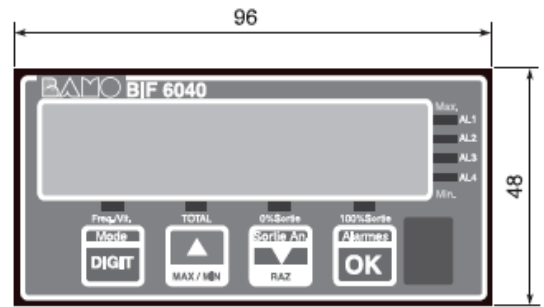 96
BAMO BIF 6040
Max.
AL1
AL2
AL3
AL4
Min.
48
Freq./Vit. TOTAL 0%Sortie 100%Sortie
Mode Sortie An. Alarmes
DIGIT OK
MAX / MIN RAZ